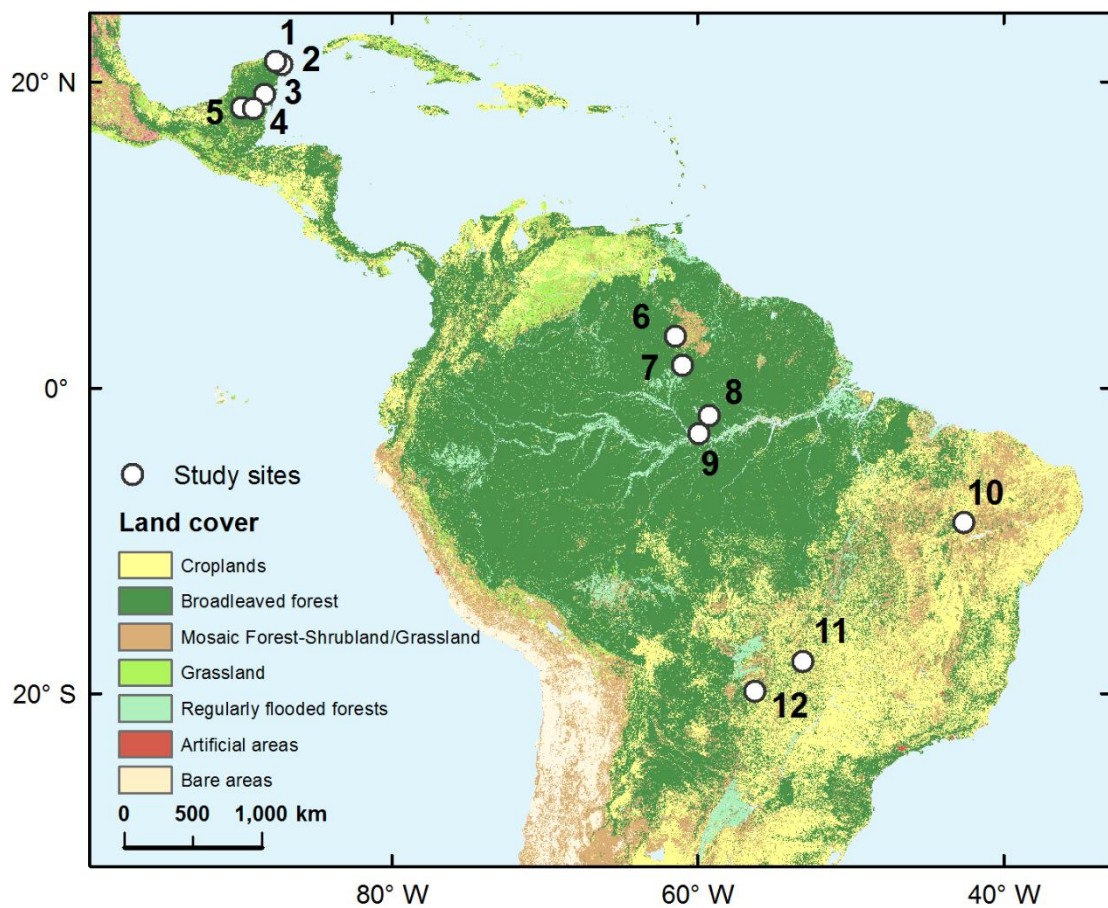 1
2
20° N
3
5
4
6
0°
7
8
9
Study sites
10
Land cover
Croplands
Broadleaved forest
Mosaic Forest-Shrubland/Grassland
11
Grassland
20° S
12
Regularly flooded forests
Artificial areas
Bare areas
0 500 1,000 km
80° W 60° W 40° W